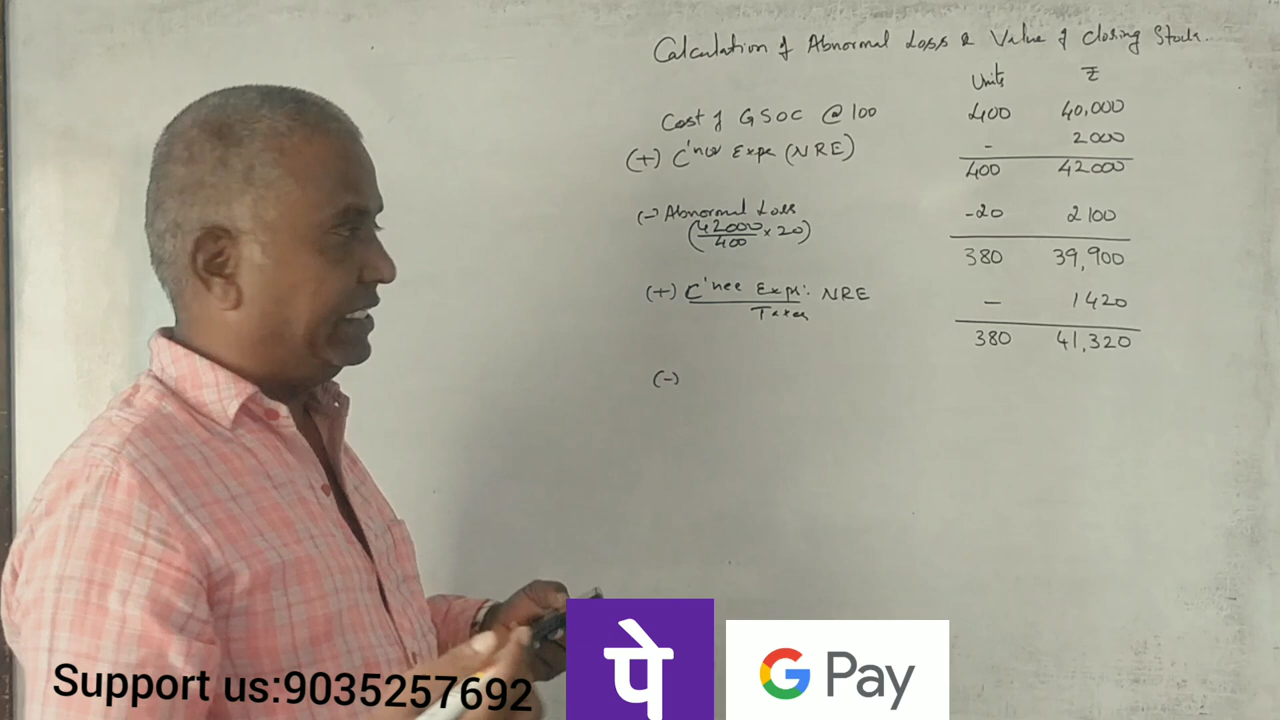 Calculation of Abnormal Loss & Value of closing Stock.
Units ₹
Cost of GSOC @ 100 400 40,000
(+) C'nor Expe (NRE) - 2000
400 42000
(-) Abnormal Loss -20 2100
(42000/400 × 20)
380 39,900
(+) C'nee Exps: NRE — 1420
Taxes
380 41,320
(-)
पे
G Pay
Support us:9035257692